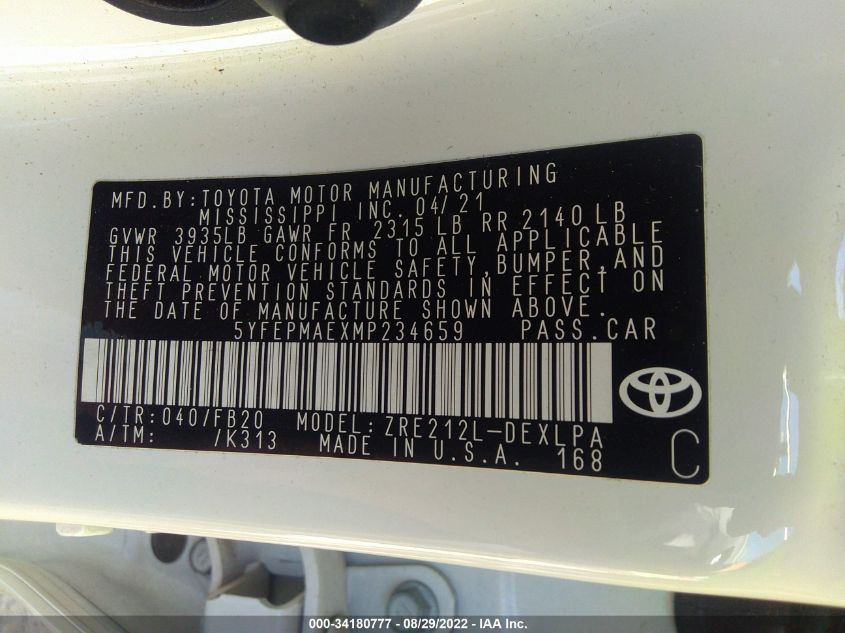 MFD. BY: TOYOTA MOTOR MANUFACTURING
MISSISSIPPI INC. 04/21
GVWR 3935LB GAWR FR 2315 LB RR 2140 LB
THIS VEHICLE CONFORMS TO ALL APPLICABLE
FEDERAL MOTOR VEHICLE SAFETY, BUMPER, AND
THEFT PREVENTION STANDARDS IN EFFECT ON
THE DATE OF MANUFACTURE SHOWN ABOVE.
5YFEPMAEXMP234659 PASS. CAR
C/TR: 040/FB20 MODEL: ZRE212L-DEXLPA
A/TM: /K313 MADE IN U.S.A. 168
C
000-34180777 - 08/29/2022 - IAA Inc.